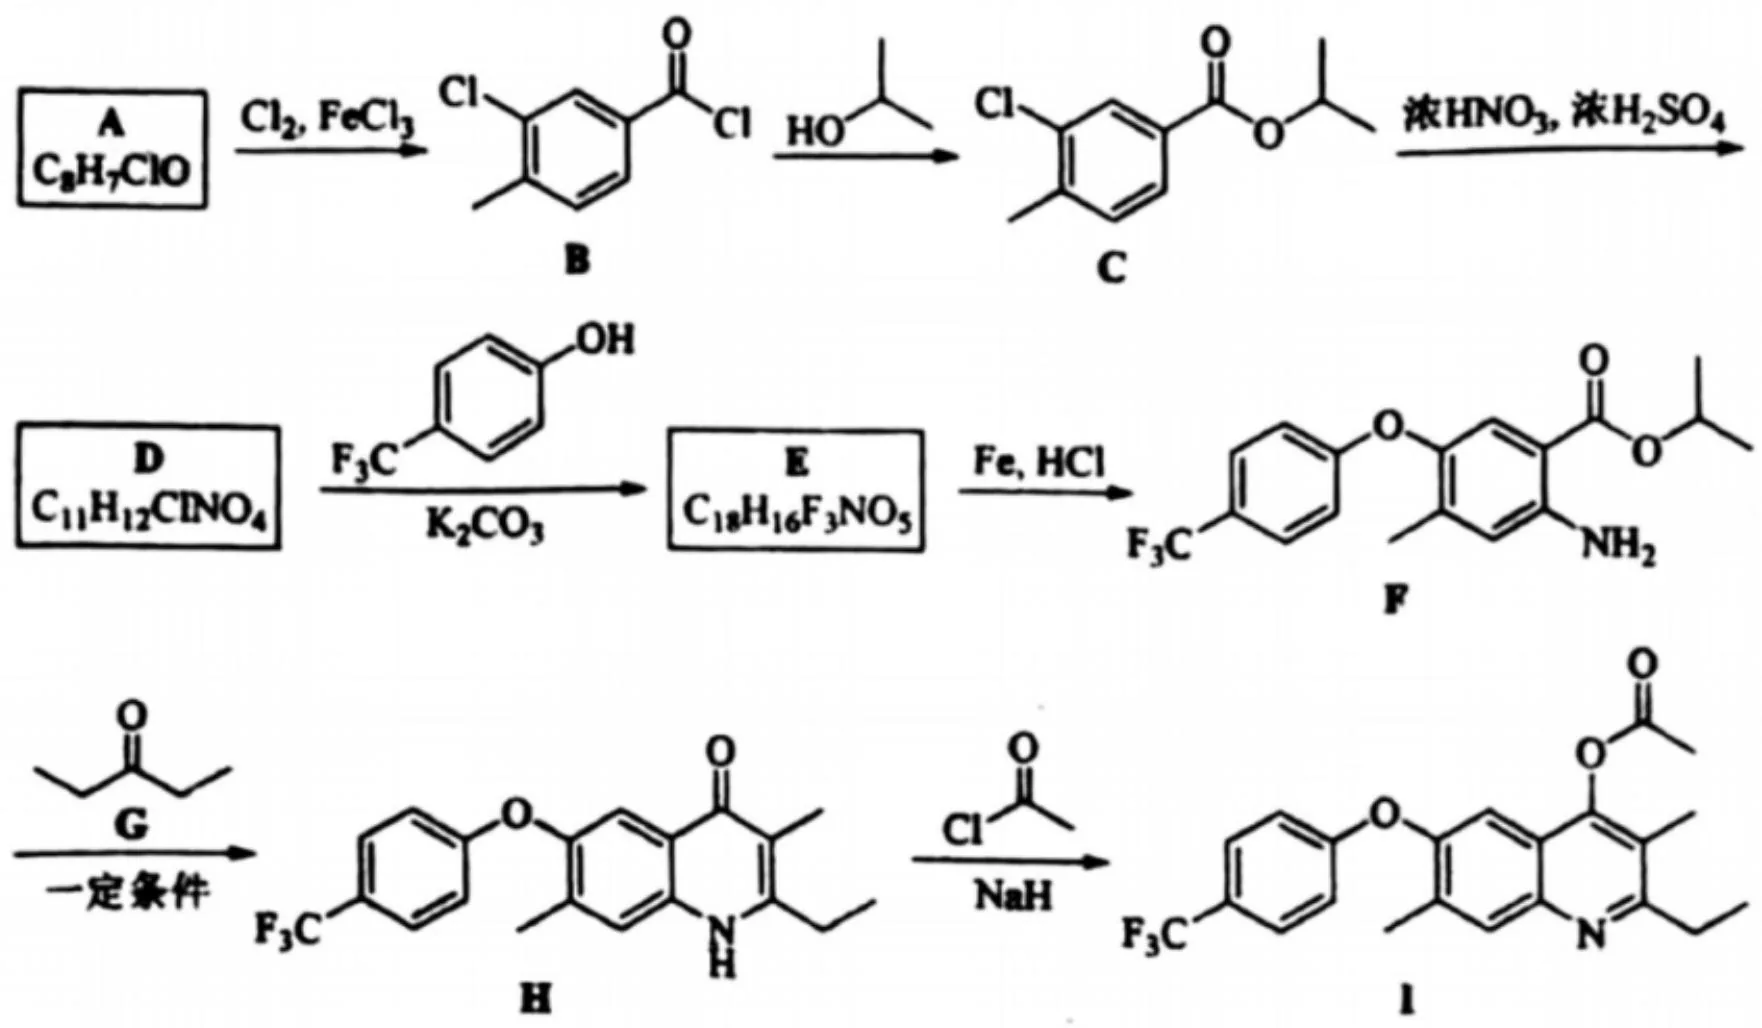 A
C₈H₇ClO
Cl₂, FeCl₃
Cl
O
Cl
B
HO
Cl
O
O
C
浓HNO₃, 浓H₂SO₄
D
C₁₁H₁₂ClNO₄
OH
F₃C
K₂CO₃
E
C₁₈H₁₆F₃NO₅
Fe, HCl
O
O
O
F₃C
NH₂
F
O
G
一定条件
O
O
F₃C
N
H
H
O
Cl
NaH
O
O
O
F₃C
N
I